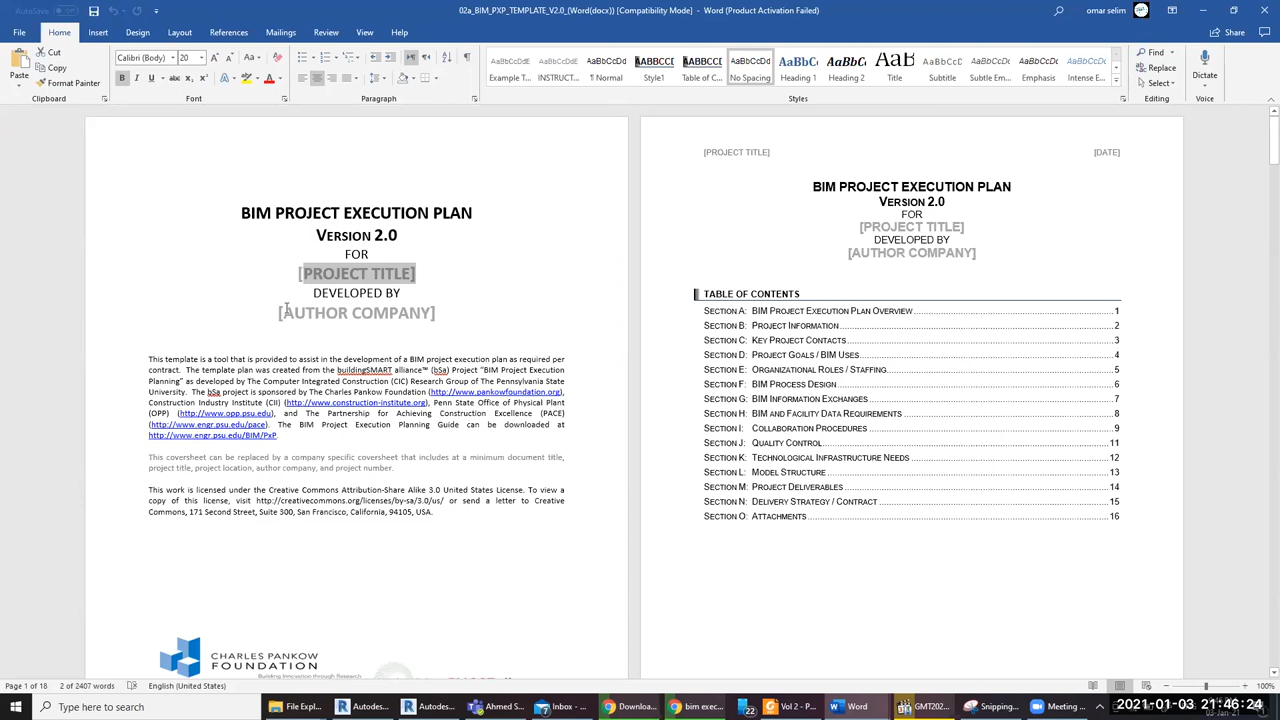 02a_BIM_PXP_TEMPLATE_V2.0_(Word(docx)) [Compatibility Mode] - Word (Product Activation Failed)
omar selim
File Home Insert Design Layout References Mailings Review View Help
Share
Paste
Cut
Copy
Format Painter
Clipboard
Calibri (Body) 20
Font
Paragraph
AaBbCcDd AaBbCcDd AaBbCcDd AABBCCD AABBCCD AaBbCcDd AaBbC AaBbC AaB AaBbCcD AaBbCcDd AaBbCcDd AaBbCcDd
Example T... INSTRUCT... ¶ Normal Style1 Table of C... No Spacing Heading 1 Heading 2 Title Subtitle Subtle Em... Emphasis Intense E...
Styles
Find
Replace
Select
Editing
Dictate
Voice
BIM PROJECT EXECUTION PLAN
VERSION 2.0
FOR
[PROJECT TITLE]
DEVELOPED BY
[AUTHOR COMPANY]
This template is a tool that is provided to assist in the development of a BIM project execution plan as required per
contract. The template plan was created from the buildingSMART alliance™ (bSa) Project "BIM Project Execution
Planning" as developed by The Computer Integrated Construction (CIC) Research Group of The Pennsylvania State
University. The bSa project is sponsored by The Charles Pankow Foundation (http://www.pankowfoundation.org),
Construction Industry Institute (CII) (http://www.construction-institute.org), Penn State Office of Physical Plant
(OPP) (http://www.opp.psu.edu), and The Partnership for Achieving Construction Excellence (PACE)
(http://www.engr.psu.edu/pace). The BIM Project Execution Planning Guide can be downloaded at
http://www.engr.psu.edu/BIM/PxP.
This coversheet can be replaced by a company specific coversheet that includes at a minimum document title,
project title, project location, author company, and project number.
This work is licensed under the Creative Commons Attribution-Share Alike 3.0 United States License. To view a
copy of this license, visit http://creativecommons.org/licenses/by-sa/3.0/us/ or send a letter to Creative
Commons, 171 Second Street, Suite 300, San Francisco, California, 94105, USA.
CHARLES PANKOW
FOUNDATION
Building Innovation through Research
[PROJECT TITLE] [DATE]
BIM PROJECT EXECUTION PLAN
VERSION 2.0
FOR
[PROJECT TITLE]
DEVELOPED BY
[AUTHOR COMPANY]
TABLE OF CONTENTS
SECTION A: BIM PROJECT EXECUTION PLAN OVERVIEW 1
SECTION B: PROJECT INFORMATION 2
SECTION C: KEY PROJECT CONTACTS 3
SECTION D: PROJECT GOALS / BIM USES 4
SECTION E: ORGANIZATIONAL ROLES / STAFFING 5
SECTION F: BIM PROCESS DESIGN 6
SECTION G: BIM INFORMATION EXCHANGES 7
SECTION H: BIM AND FACILITY DATA REQUIREMENTS 8
SECTION I: COLLABORATION PROCEDURES 9
SECTION J: QUALITY CONTROL 11
SECTION K: TECHNOLOGICAL INFRASTRUCTURE NEEDS 12
SECTION L: MODEL STRUCTURE 13
SECTION M: PROJECT DELIVERABLES 14
SECTION N: DELIVERY STRATEGY / CONTRACT 15
SECTION O: ATTACHMENTS 16
Page 1 of 18 2 of 2407 words English (United States) 100%
Type here to search
File Expl... Autodes... Autodes... Ahmed S... Inbox - ... Downloa... bim exec... 22 Vol 2 - P... Word GMT202... Snipping... Meeting ...
2021-01-03 21:46:24